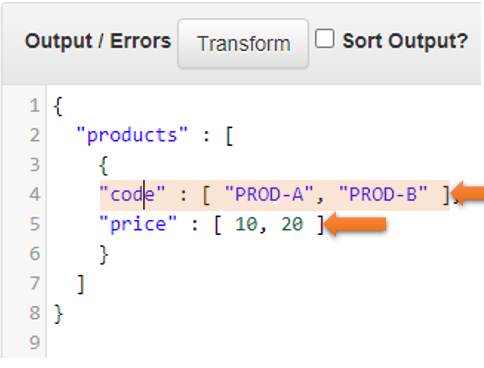 Output / Errors Transform Sort Output?
1 {
2 "products" : [
3 {
4 "code" : [ "PROD-A", "PROD-B" ],
5 "price" : [ 10, 20 ]
6 }
7 ]
8 }
9